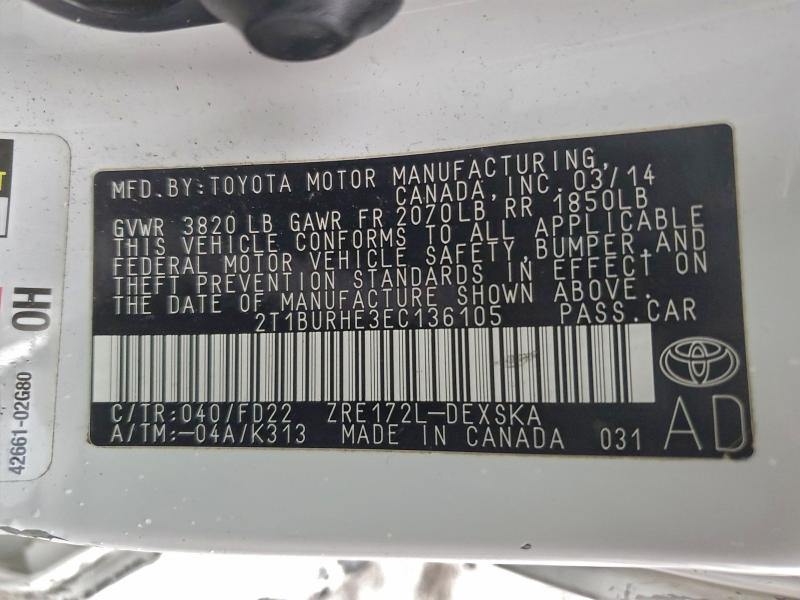 MFD.BY:TOYOTA MOTOR MANUFACTURING,
CANADA,INC.03/14
GVWR 3820 LB GAWR FR 2070LB RR 1850LB
THIS VEHICLE CONFORMS TO ALL APPLICABLE
FEDERAL MOTOR VEHICLE SAFETY,BUMPER,AND
THEFT PREVENTION STANDARDS IN EFFECT ON
THE DATE OF MANUFACTURE SHOWN ABOVE.
2T1BURHE3EC136105 PASS.CAR
C/TR:040/FD22 ZRE172L-DEXSKA
A/TM:-04A/K313 MADE IN CANADA 031
AD
OH
42661-02G80